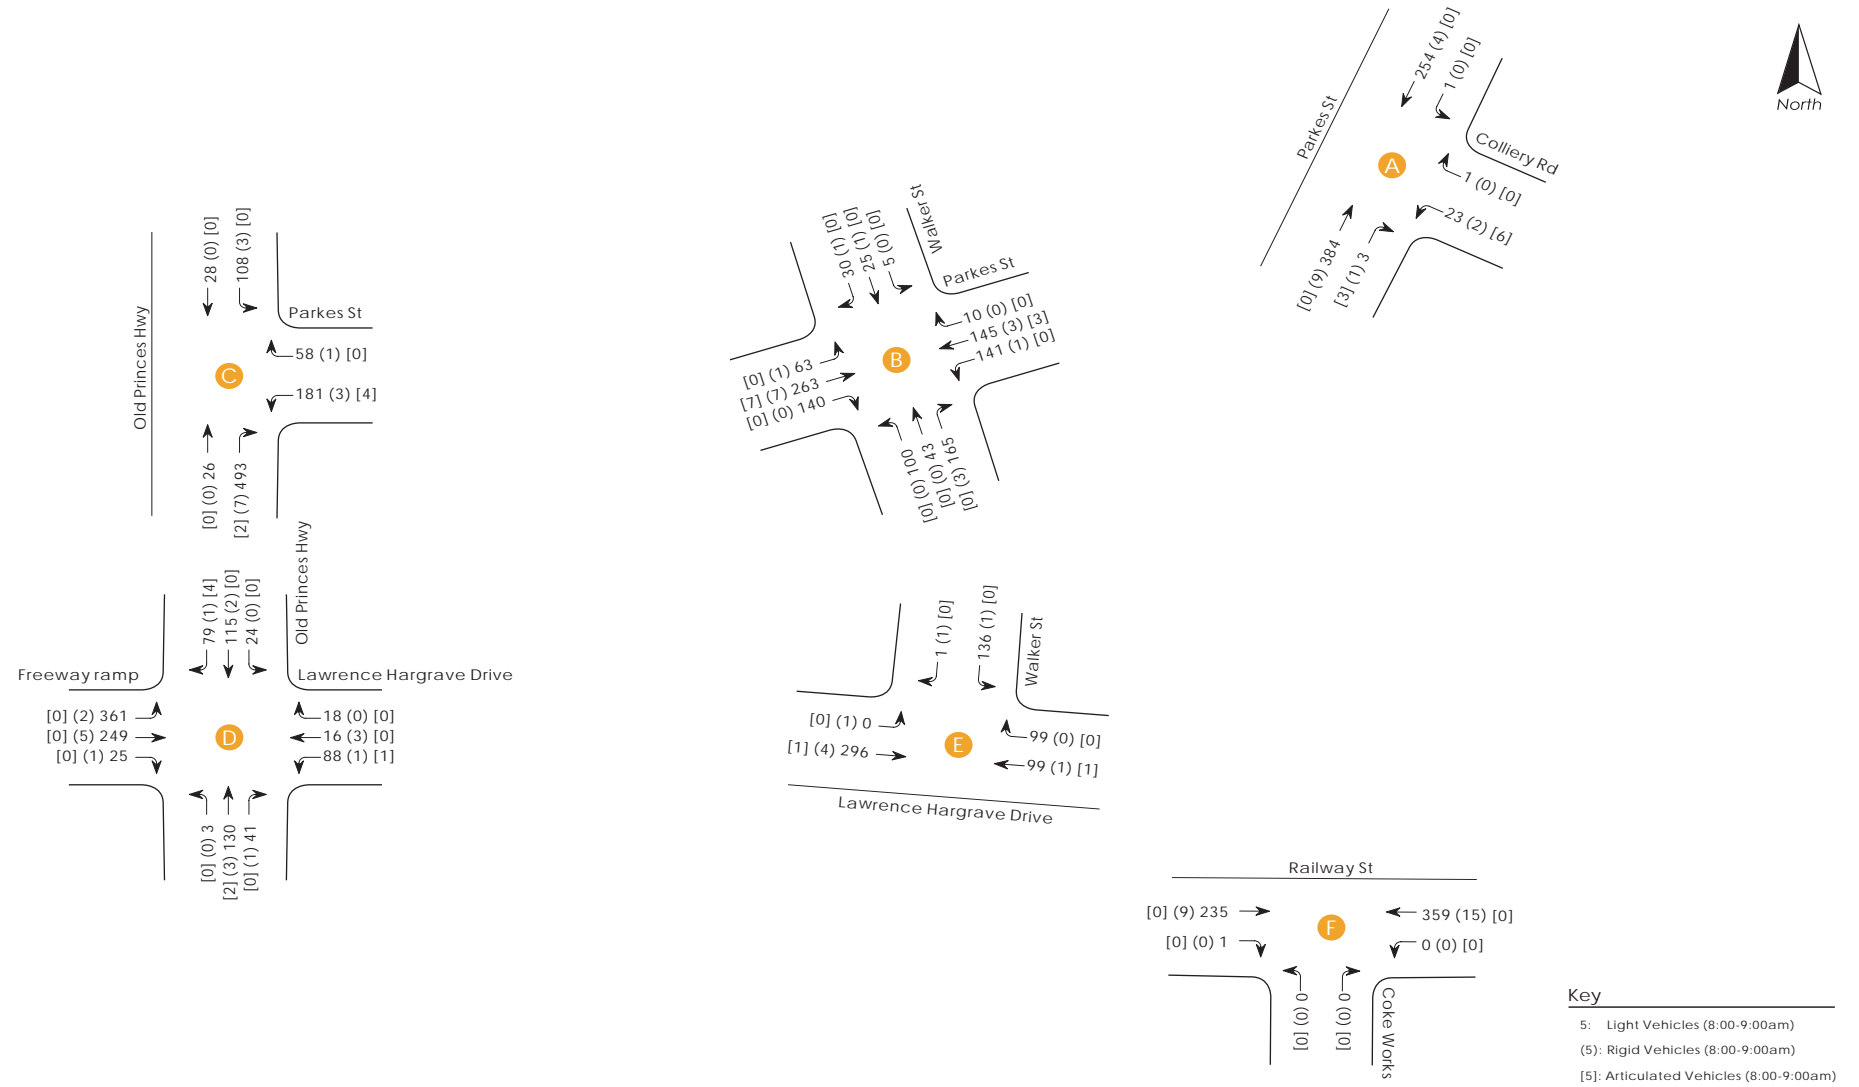 North
Parkes St
254 (4) [0]
1 (0) [0]
Colliery Rd
A
1 (0) [0]
23 (2) [6]
[0] (9) 384
[3] (1) 3
Walker St
30 (1) [0]
25 (1) [0]
5 (0) [0]
Parkes St
10 (0) [0]
145 (3) [3]
141 (1) [0]
B
[0] (1) 63
[7] (7) 263
[0] (0) 140
[0] (0) 100
[0] (0) 43
[0] (3) 165
28 (0) [0]
108 (3) [0]
Old Princes Hwy
Parkes St
58 (1) [0]
C
181 (3) [4]
[0] (0) 26
[2] (7) 493
Old Princes Hwy
79 (1) [4]
115 (2) [0]
24 (0) [0]
Freeway ramp
Lawrence Hargrave Drive
[0] (2) 361
[0] (5) 249
[0] (1) 25
D
18 (0) [0]
16 (3) [0]
88 (1) [1]
[0] (0) 3
[2] (3) 130
[0] (1) 41
1 (1) [0]
136 (1) [0]
Walker St
[0] (1) 0
[1] (4) 296
E
99 (0) [0]
99 (1) [1]
Lawrence Hargrave Drive
Railway St
[0] (9) 235
[0] (0) 1
F
359 (15) [0]
0 (0) [0]
0 (0) [0]
0 (0) [0]
Coke Works
Key
5: Light Vehicles (8:00-9:00am)
(5): Rigid Vehicles (8:00-9:00am)
[5]: Articulated Vehicles (8:00-9:00am)